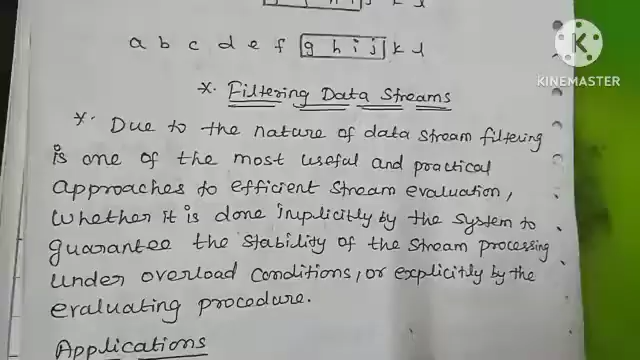 a b c d e f g h i j k l
KINEMASTER
* Filtering Data Streams
* Due to the nature of data stream filtering
is one of the most useful and practical
approaches to efficient stream evaluation,
whether it is done implicitly by the system to
guarantee the stability of the stream processing
under overload conditions, or explicitly by the
evaluating procedure.
Applications